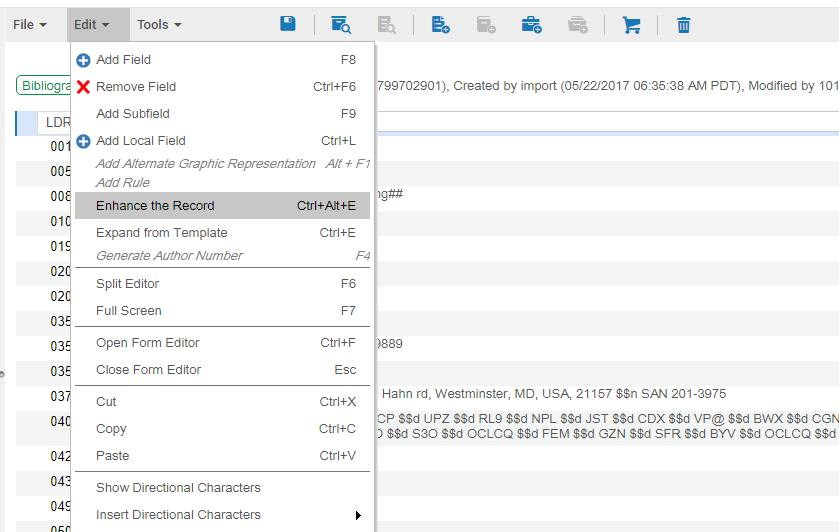 File Edit Tools
Add Field F8
Bibliogra 799702901), Created by import (05/22/2017 06:35:38 AM PDT), Modified by 101
Remove Field Ctrl+F6
Add Subfield F9
LDR
Add Local Field Ctrl+L
001
Add Alternate Graphic Representation Alt + F1
005
Add Rule
008 ng##
Enhance the Record Ctrl+Alt+E
010
Expand from Template Ctrl+E
019
Generate Author Number F4
020
Split Editor F6
020
Full Screen F7
035
Open Form Editor Ctrl+F
035 9889
Close Form Editor Esc
035
037 Hahn rd, Westminster, MD, USA, 21157 $$n SAN 201-3975
Cut Ctrl+X
040 CP $$d UPZ $$d RL9 $$d NPL $$d JST $$d CDX $$d VP@ $$d BWX $$d CGN
Copy Ctrl+C
$$d S3O $$d OCLCQ $$d FEM $$d GZN $$d SFR $$d BYV $$d OCLCQ $$d
042
Paste Ctrl+V
043
Show Directional Characters
049
Insert Directional Characters
050